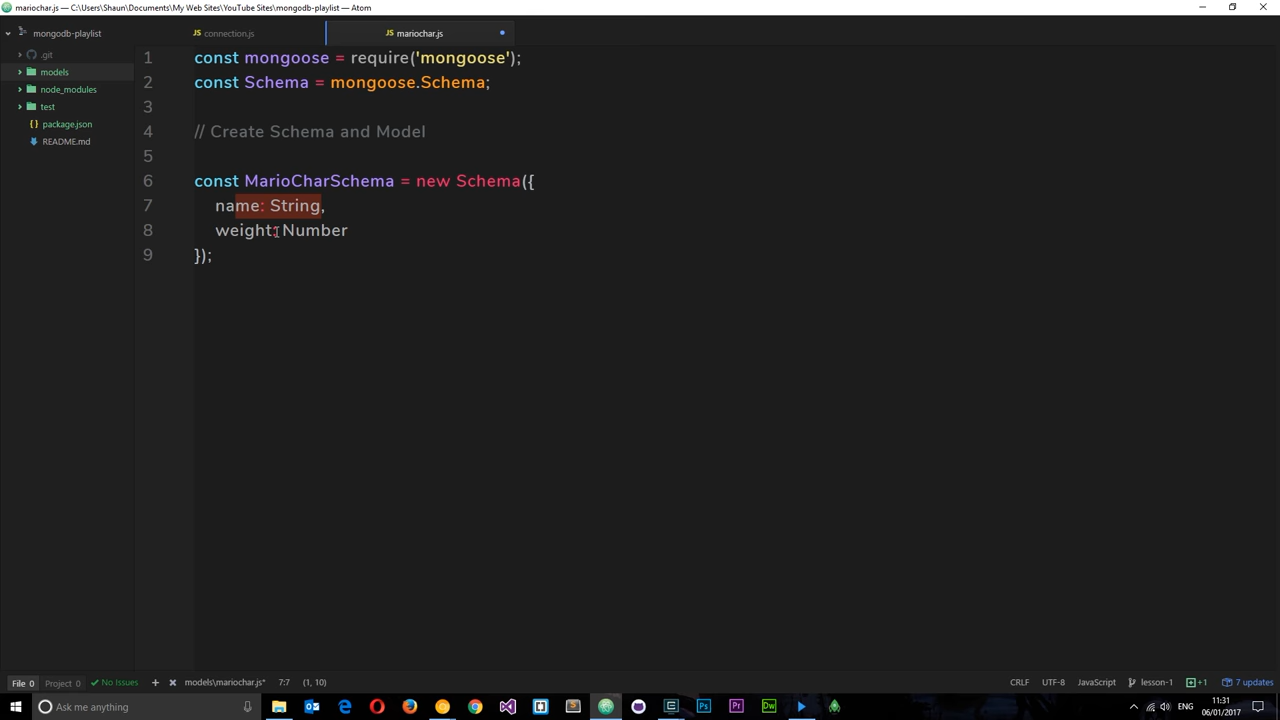 mariochar.js — C:\Users\Shaun\Documents\My Web Sites\YouTube Sites\mongodb-playlist — Atom
mongodb-playlist
JS connection.js
JS mariochar.js
.git
models
node_modules
test
package.json
README.md
1 const mongoose = require('mongoose');
2 const Schema = mongoose.Schema;
3
4 // Create Schema and Model
5
6 const MarioCharSchema = new Schema({
7 name: String,
8 weight: Number
9 });
File 0 Project 0 No Issues models\mariochar.js* 7:7 (1, 10) CRLF UTF-8 JavaScript lesson-1 +1 7 updates
Ask me anything
ENG
11:31
06/01/2017